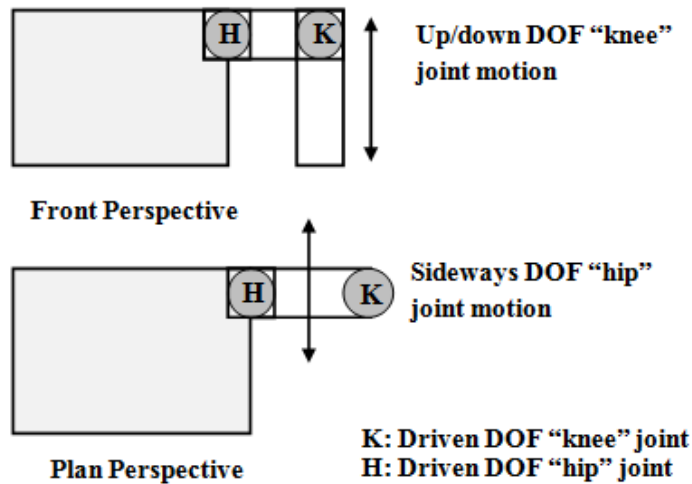 H K
Up/down DOF “knee”
joint motion
Front Perspective
H K
Sideways DOF “hip”
joint motion
K: Driven DOF “knee” joint
H: Driven DOF “hip” joint
Plan Perspective